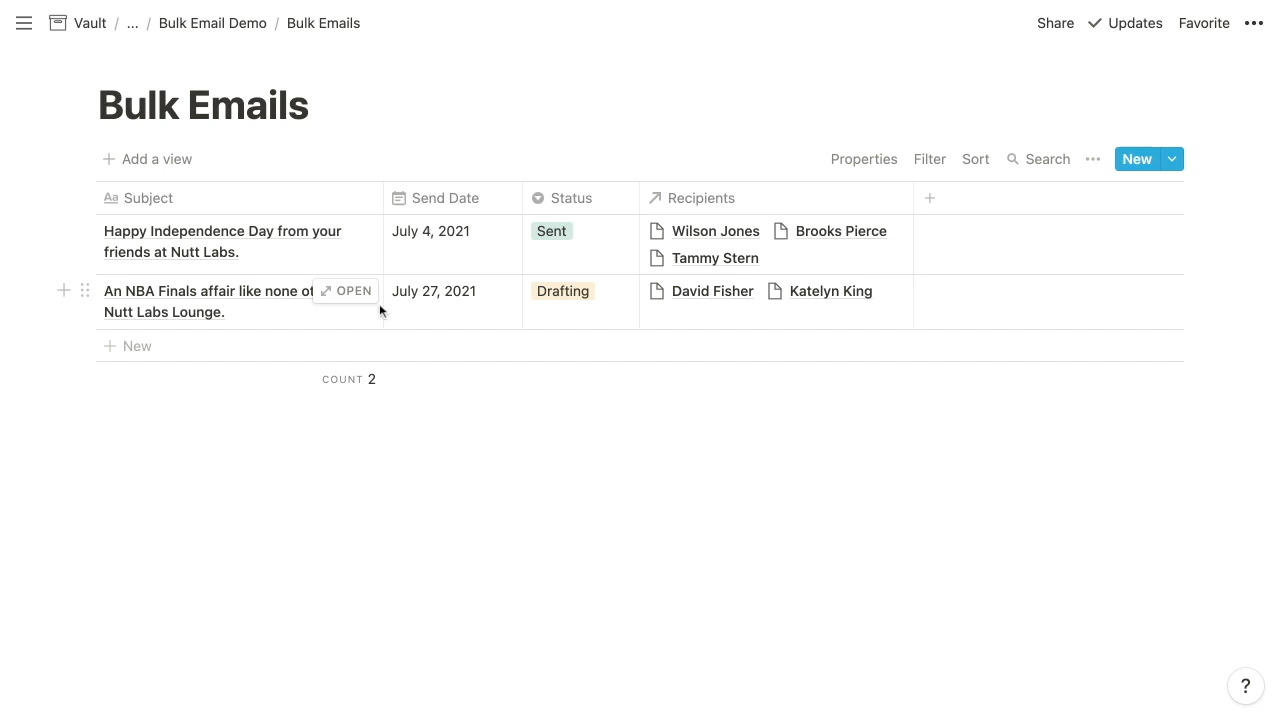 Vault / ... / Bulk Email Demo / Bulk Emails
Share Updates Favorite •••
Bulk Emails
Add a view
Properties Filter Sort Search ••• New
Aa Subject Send Date Status Recipients
Happy Independence Day from your
friends at Nutt Labs.
July 4, 2021
Sent
Wilson Jones Brooks Pierce
Tammy Stern
An NBA Finals affair like none
Nutt Labs Lounge.
OPEN
July 27, 2021
Drafting
David Fisher Katelyn King
New
COUNT 2
?